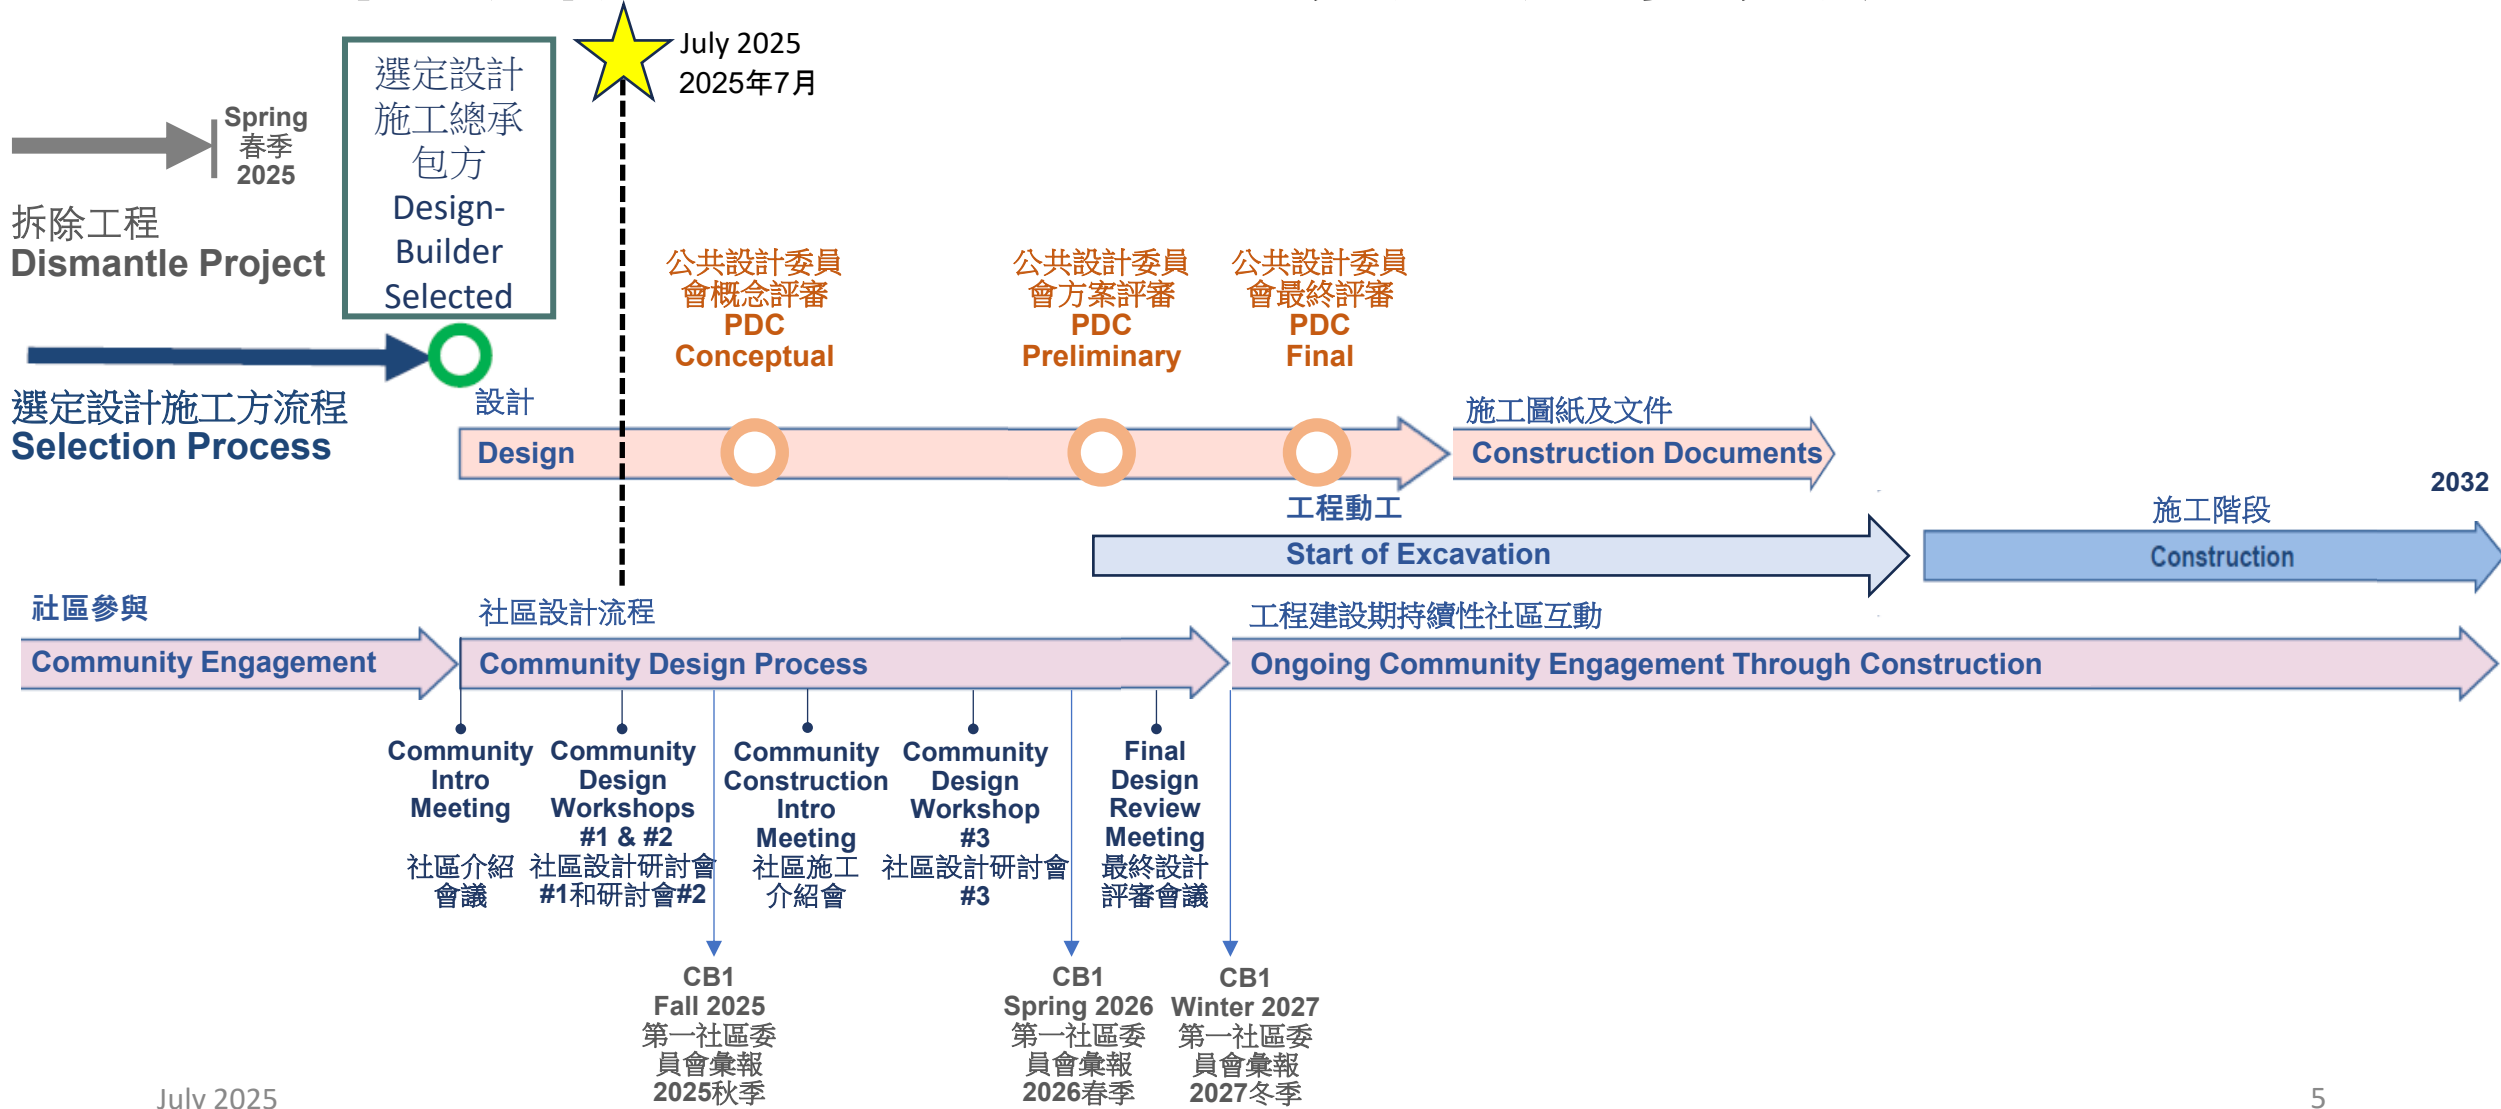 July 2025
2025年7月
選定設計
施工總承
包方
Design-
Builder
Selected
Spring
春季
2025
拆除工程
Dismantle Project
公共設計委員
會概念評審
PDC
Conceptual
公共設計委員
會方案評審
PDC
Preliminary
公共設計委員
會最終評審
PDC
Final
選定設計施工方流程
Selection Process
設計
Design
施工圖紙及文件
Construction Documents
2032
工程動工
Start of Excavation
施工階段
Construction
社區參與
Community Engagement
社區設計流程
Community Design Process
工程建設期持續性社區互動
Ongoing Community Engagement Through Construction
Community
Intro
Meeting
社區介紹
會議
Community
Design
Workshops
#1 & #2
社區設計研討會
#1和研討會#2
Community
Construction
Intro
Meeting
社區施工
介紹會
Community
Design
Workshop
#3
社區設計研討會
#3
Final
Design
Review
Meeting
最終設計
評審會議
CB1
Fall 2025
第一社區委
員會彙報
2025秋季
CB1
Spring 2026
第一社區委
員會彙報
2026春季
CB1
Winter 2027
第一社區委
員會彙報
2027冬季
July 2025
5